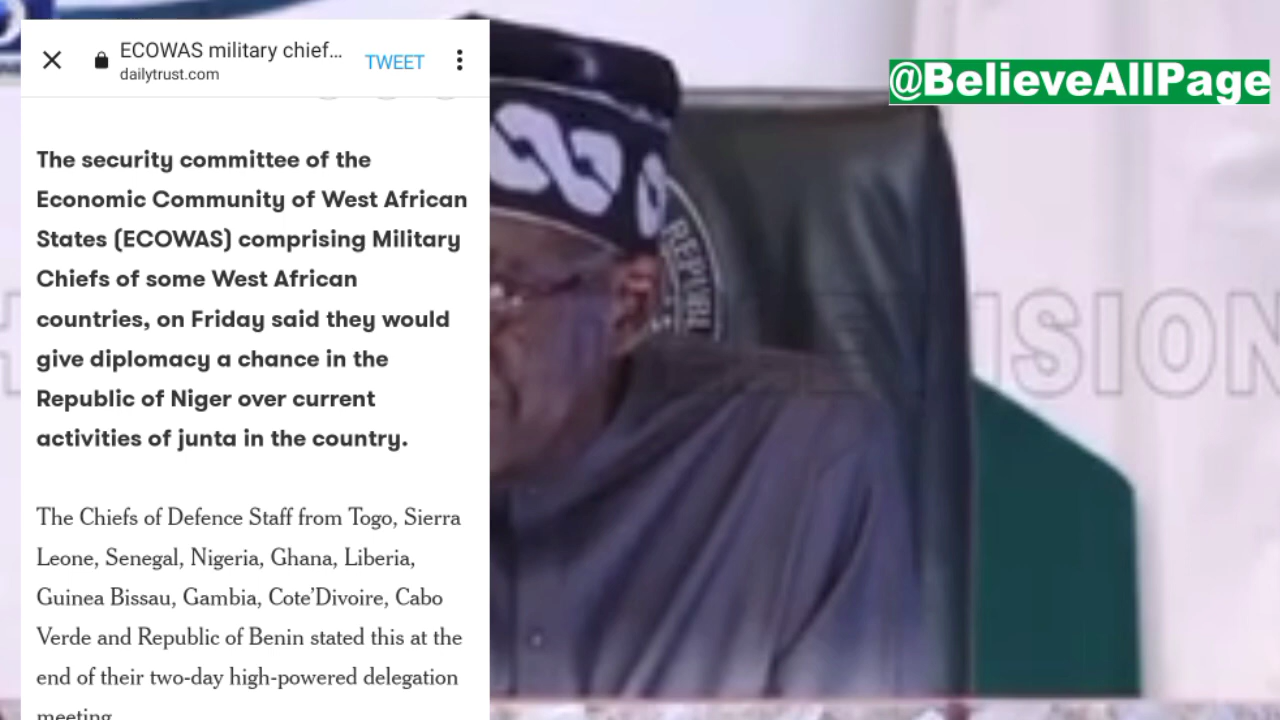 ECOWAS military chief...
dailytrust.com
TWEET
@BelieveAllPage
The security committee of the
Economic Community of West African
States (ECOWAS) comprising Military
Chiefs of some West African
countries, on Friday said they would
give diplomacy a chance in the
Republic of Niger over current
activities of junta in the country.
The Chiefs of Defence Staff from Togo, Sierra
Leone, Senegal, Nigeria, Ghana, Liberia,
Guinea Bissau, Gambia, Cote'Divoire, Cabo
Verde and Republic of Benin stated this at the
end of their two-day high-powered delegation
meeting